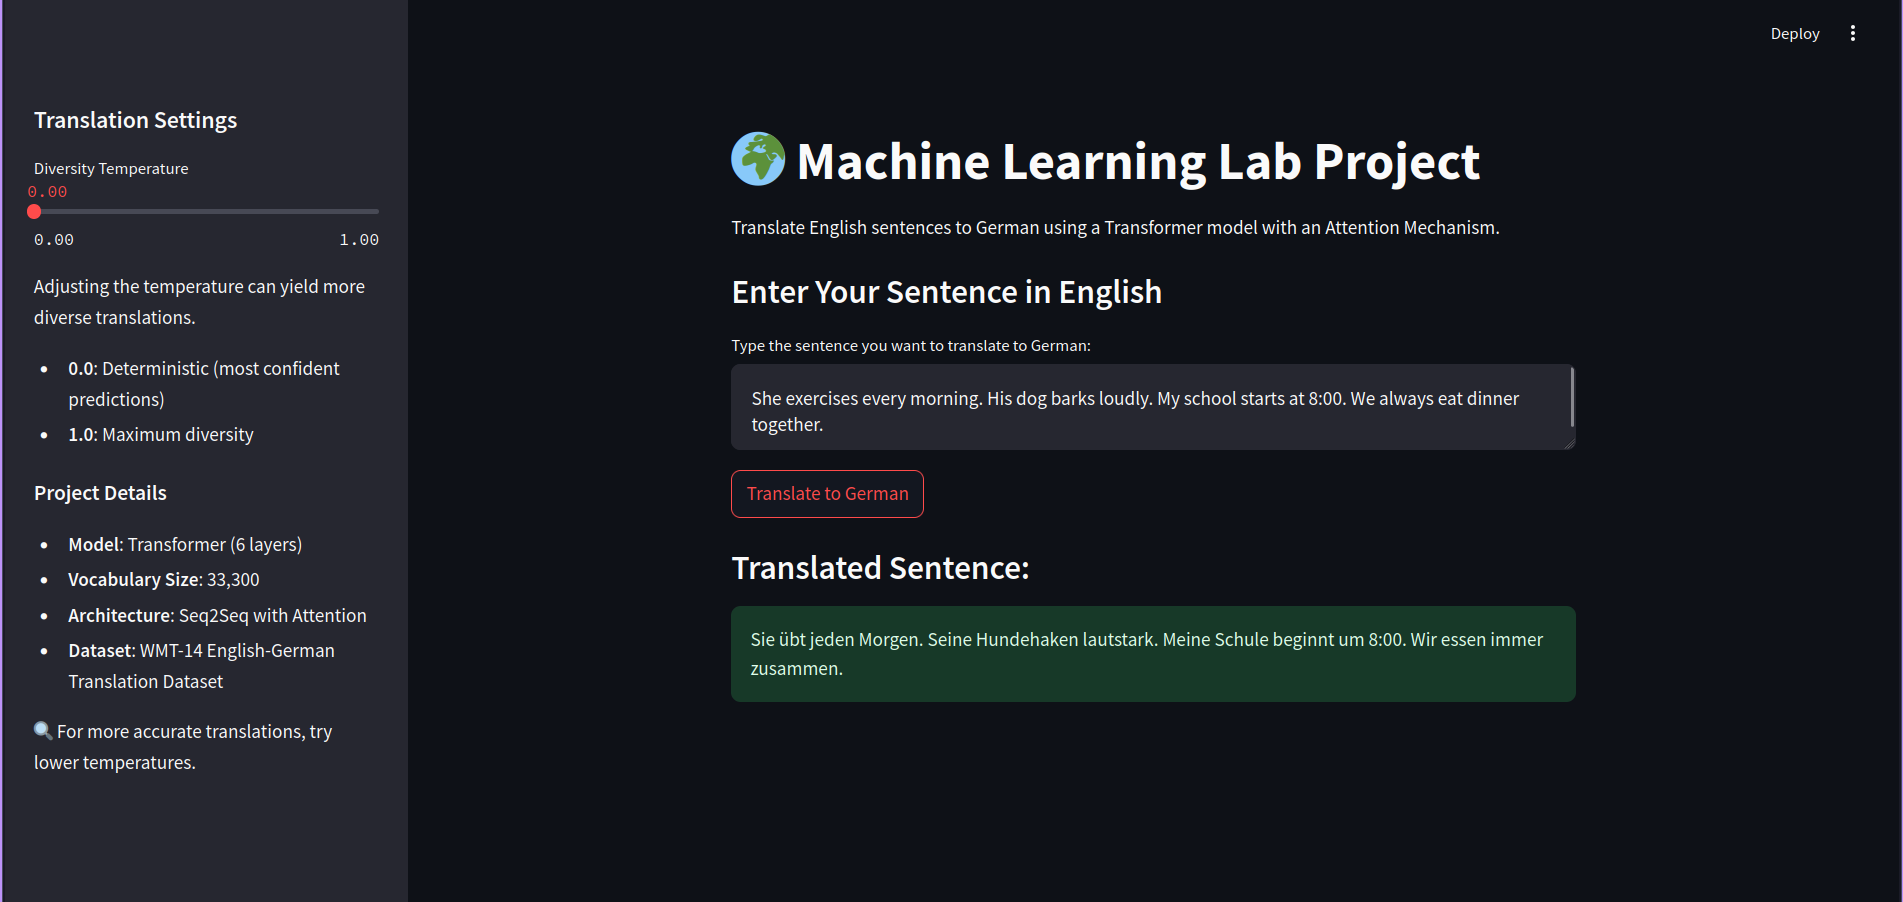 Deploy
Translation Settings
Diversity Temperature
0.00
0.00 1.00
Adjusting the temperature can yield more
diverse translations.
0.0: Deterministic (most confident
predictions)
1.0: Maximum diversity
Project Details
Model: Transformer (6 layers)
Vocabulary Size: 33,300
Architecture: Seq2Seq with Attention
Dataset: WMT-14 English-German
Translation Dataset
🔍 For more accurate translations, try
lower temperatures.
🌍 Machine Learning Lab Project
Translate English sentences to German using a Transformer model with an Attention Mechanism.
Enter Your Sentence in English
Type the sentence you want to translate to German:
She exercises every morning. His dog barks loudly. My school starts at 8:00. We always eat dinner
together.
Translate to German
Translated Sentence:
Sie übt jeden Morgen. Seine Hundehaken lautstark. Meine Schule beginnt um 8:00. Wir essen immer
zusammen.